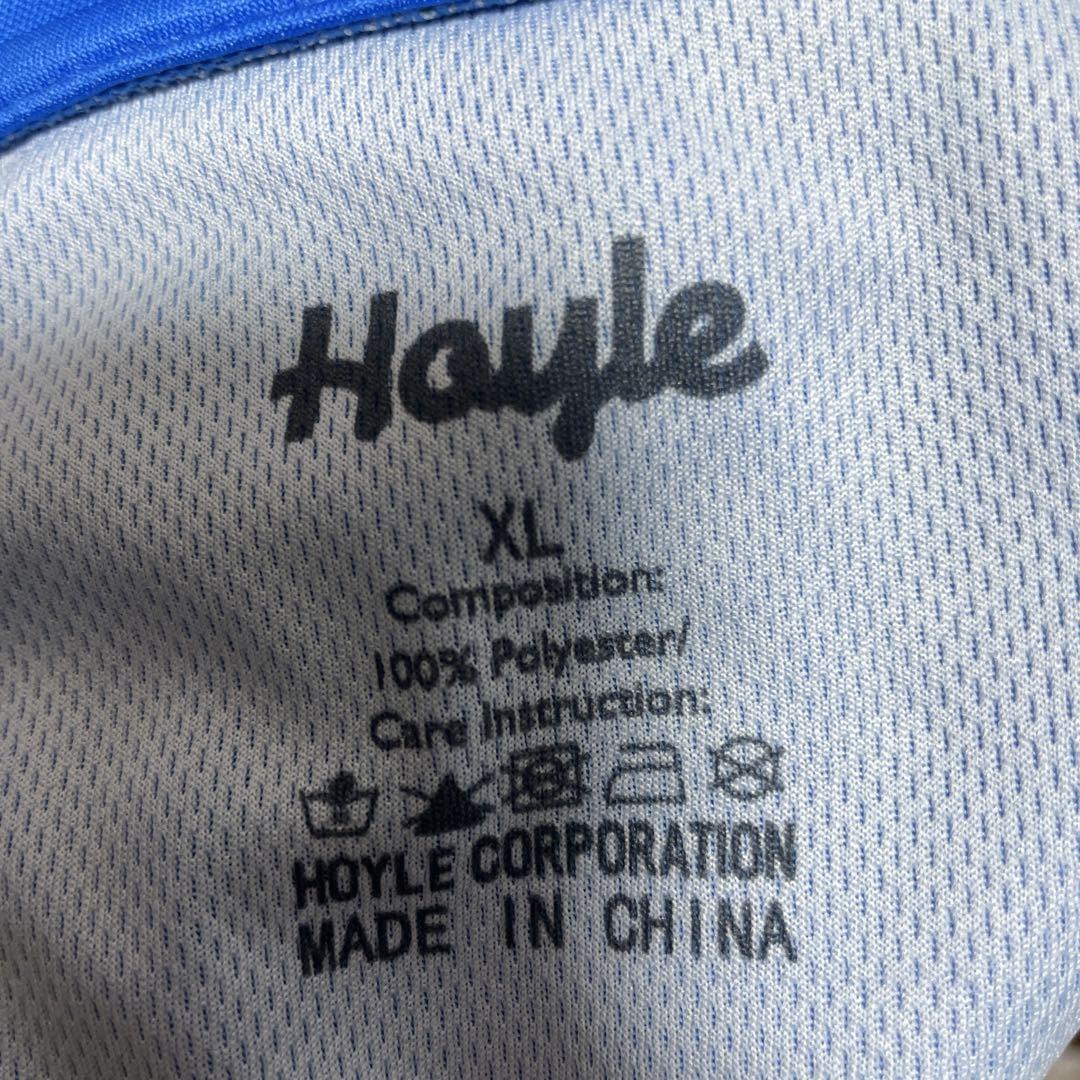 Hoyle
XL
Composition:
100% Polyester/
Care Instruction:
HOYLE CORPORATION
MADE IN CHINA